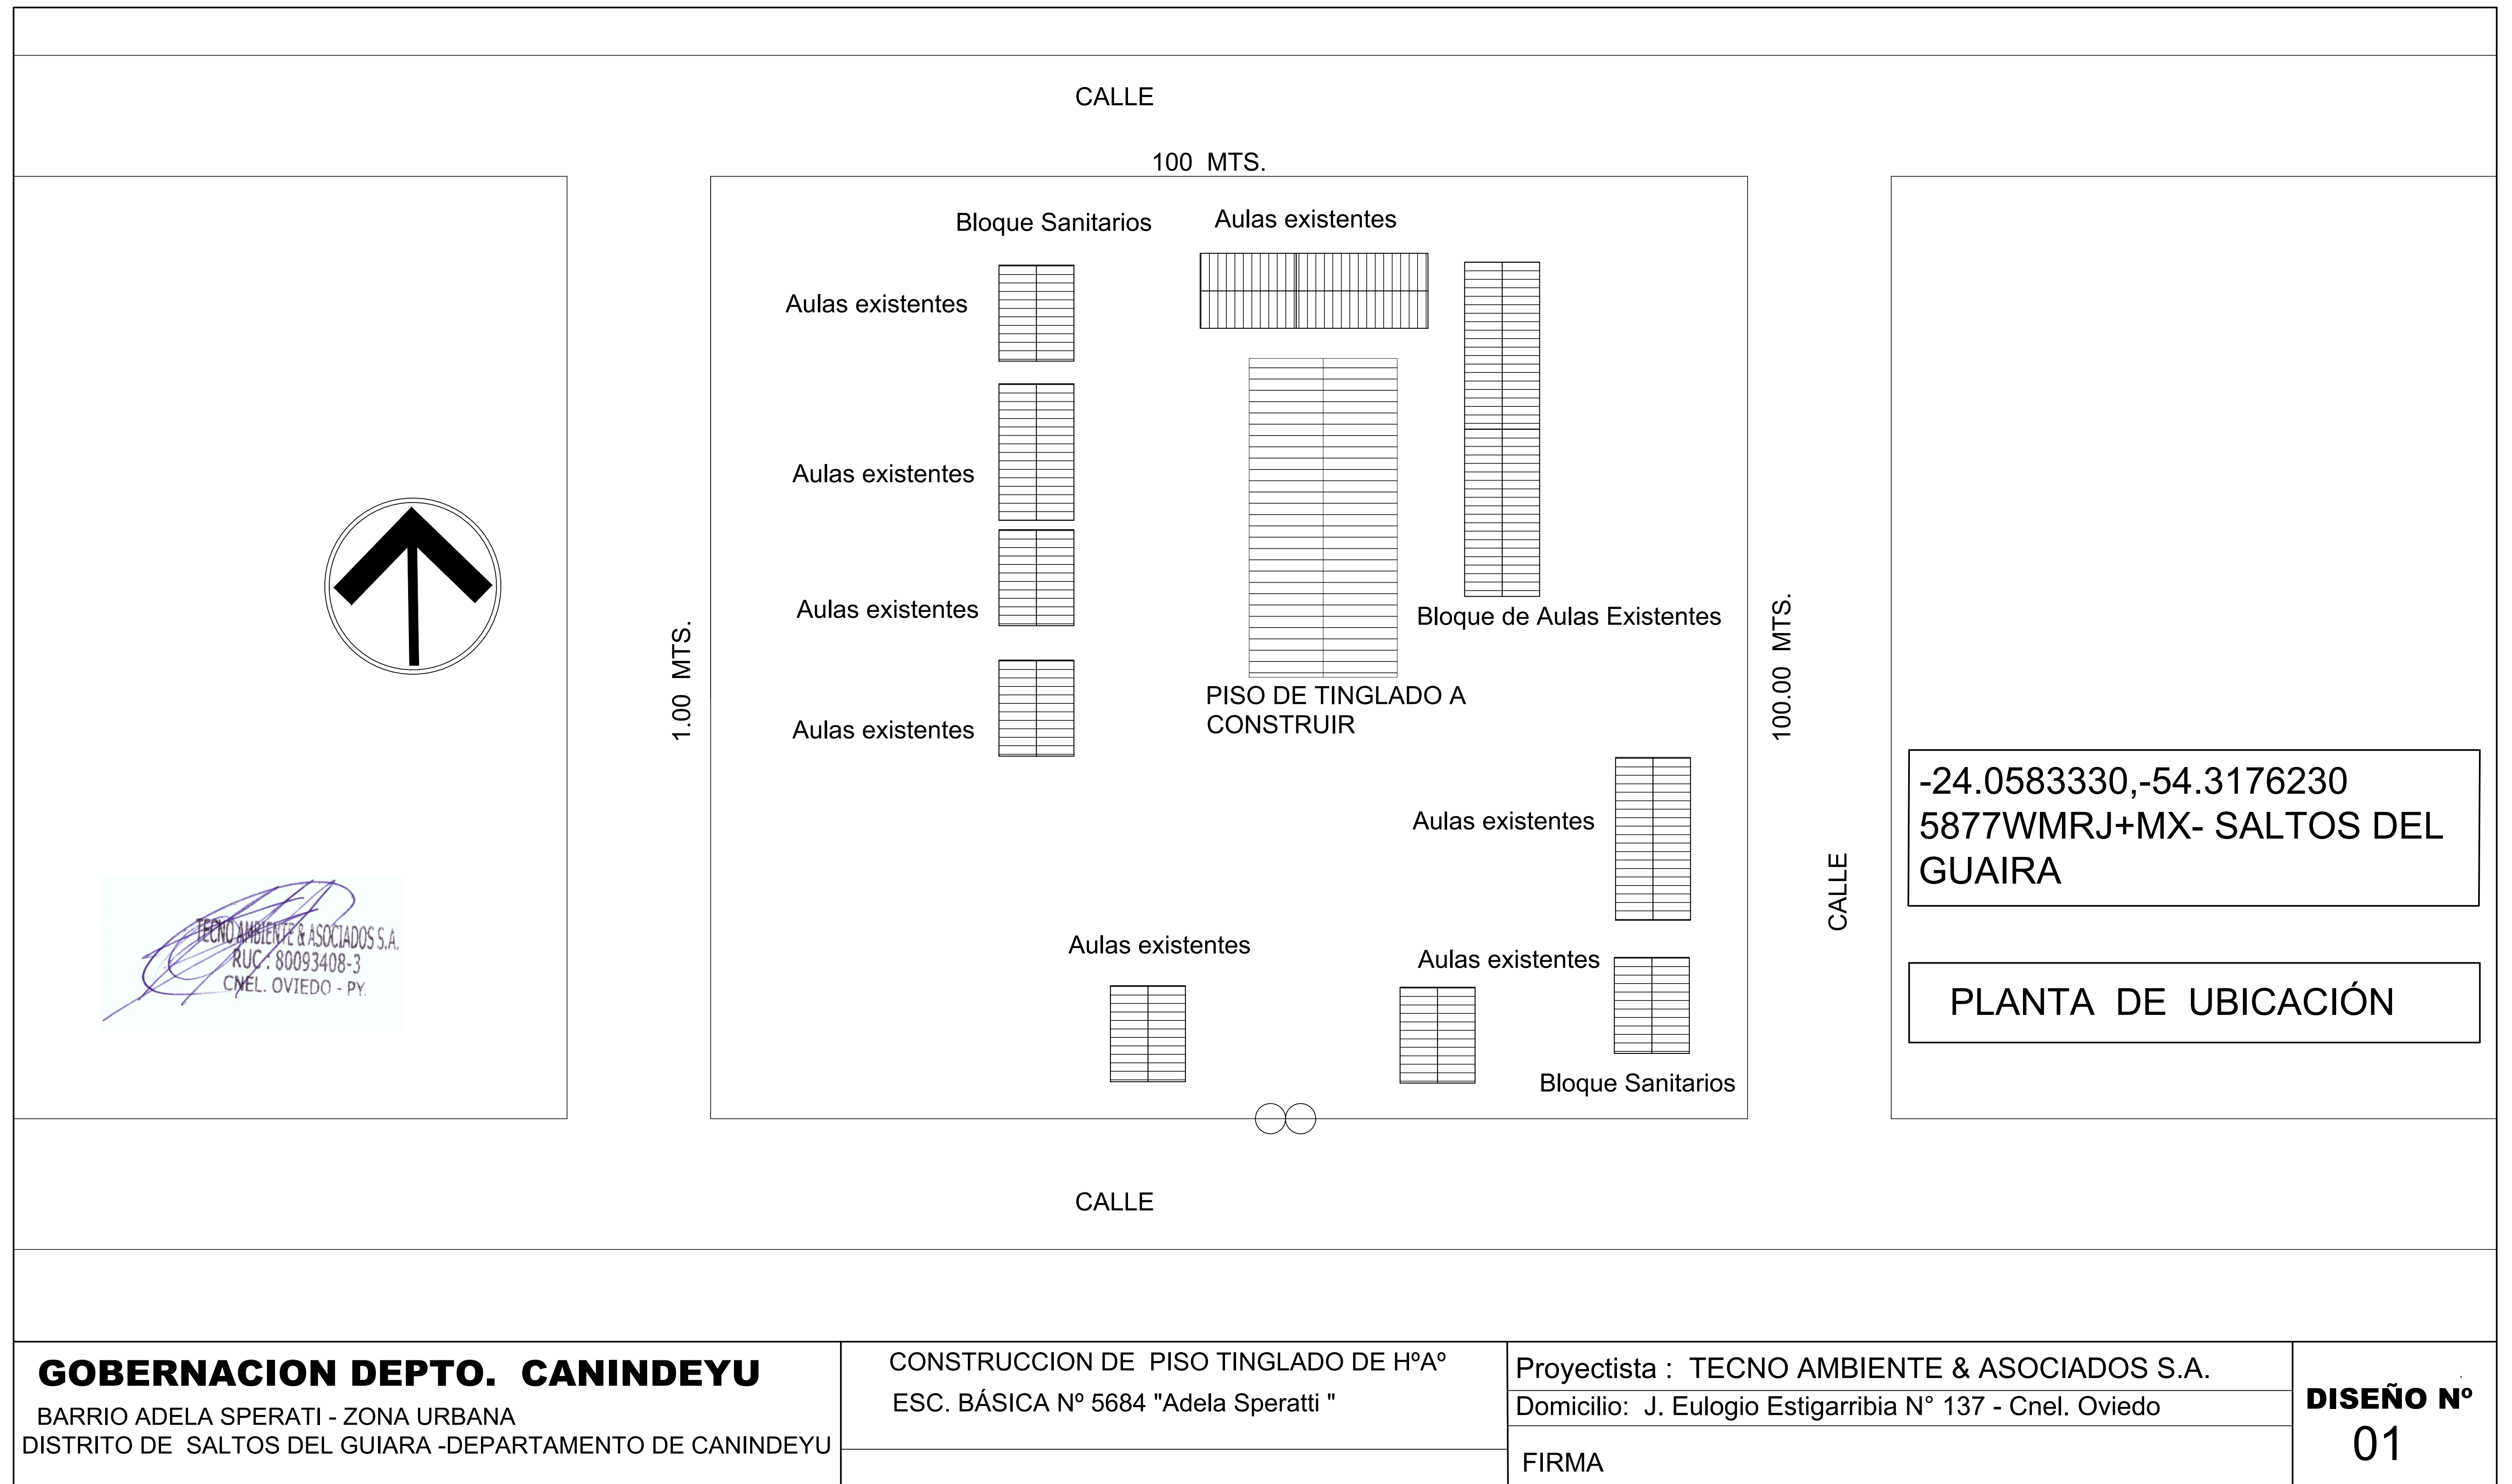 CALLE
100 MTS.
Bloque Sanitarios
Aulas existentes
Aulas existentes
Aulas existentes
Aulas existentes
Bloque de Aulas Existentes
1.00 MTS.
100.00 MTS.
PISO DE TINGLADO A
CONSTRUIR
Aulas existentes
-24.0583330,-54.3176230
5877WMRJ+MX- SALTOS DEL
GUAIRA
Aulas existentes
CALLE
TECNO AMBIENTE & ASOCIADOS S.A.
RUC : 80093408-3
CNEL. OVIEDO - PY.
Aulas existentes
Aulas existentes
PLANTA DE UBICACIÓN
Bloque Sanitarios
CALLE
GOBERNACION DEPTO. CANINDEYU
BARRIO ADELA SPERATI - ZONA URBANA
DISTRITO DE SALTOS DEL GUIARA -DEPARTAMENTO DE CANINDEYU
CONSTRUCCION DE PISO TINGLADO DE HºAº
ESC. BÁSICA Nº 5684 "Adela Speratti "
Proyectista : TECNO AMBIENTE & ASOCIADOS S.A.
Domicilio: J. Eulogio Estigarribia N° 137 - Cnel. Oviedo
FIRMA
DISEÑO Nº
01